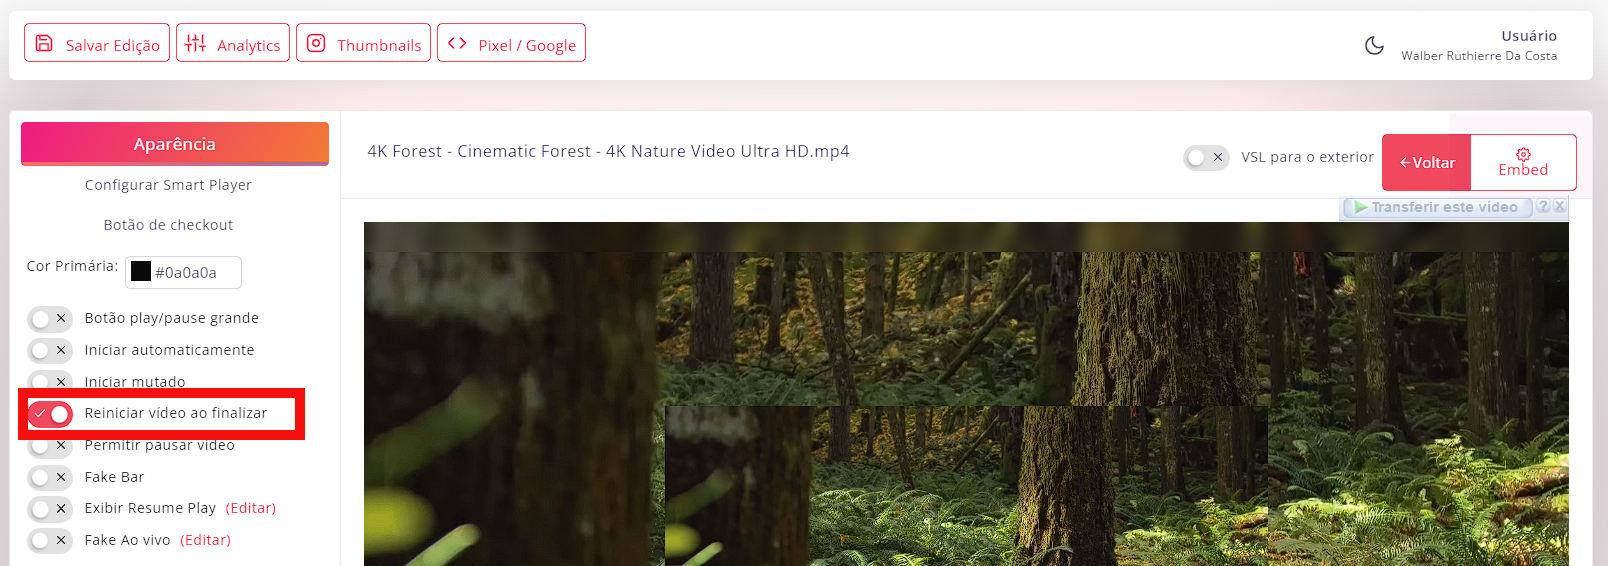 Salvar Edição
Analytics
Thumbnails
Pixel / Google
Usuário
Walber Ruthierre Da Costa
Aparência
Configurar Smart Player
Botão de checkout
Cor Primária: #0a0a0a
Botão play/pause grande
Iniciar automaticamente
Iniciar mutado
Reiniciar vídeo ao finalizar
Permitir pausar vídeo
Fake Bar
Exibir Resume Play (Editar)
Fake Ao vivo (Editar)
4K Forest - Cinematic Forest - 4K Nature Video Ultra HD.mp4
VSL para o exterior
Voltar
Embed
Transferir este vídeo ? X